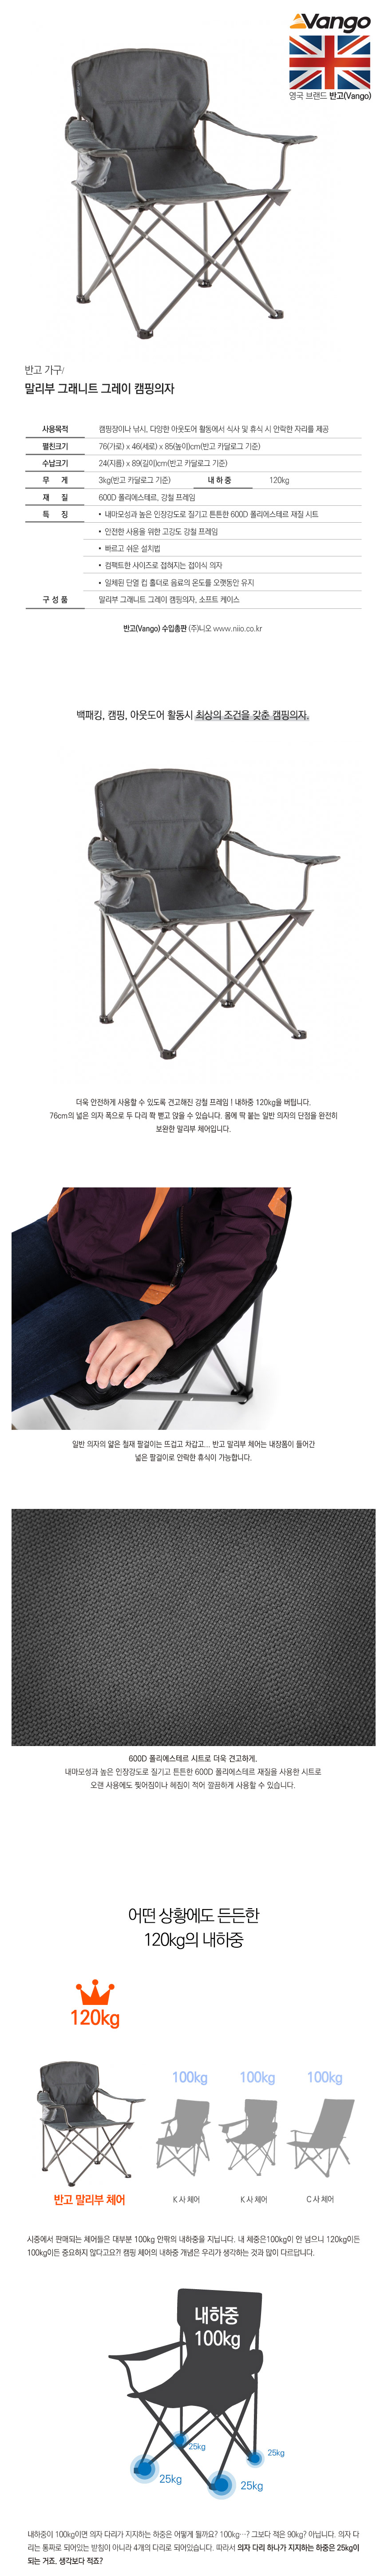 Vango
영국 브랜드 반고(Vango)
반고 가구/
말리부 그래니트 그레이 캠핑의자
사용목적 캠핑장이나 낚시, 다양한 아웃도어 활동에서 식사 및 휴식 시 안락한 자리를 제공
펼친크기 76(가로) x 46(세로) x 85(높이)cm(반고 카달로그 기준)
수납크기 24(지름) x 89(길이)cm(반고 카달로그 기준)
무 게 3kg(반고 카달로그 기준) 내 하 중 120kg
재 질 600D 폴리에스테르, 강철 프레임
특 징 • 내마모성과 높은 인장강도로 질기고 튼튼한 600D 폴리에스테르 재질 시트
• 안전한 사용을 위한 고강도 강철 프레임
• 빠르고 쉬운 설치법
• 컴팩트한 사이즈로 접혀지는 접이식 의자
• 일체된 단열 컵 홀더로 음료의 온도를 오랫동안 유지
구 성 품 말리부 그래니트 그레이 캠핑의자, 소프트 케이스
반고(Vango) 수입총판 (주)니오 www.niio.co.kr
백패킹, 캠핑, 아웃도어 활동시 최상의 조건을 갖춘 캠핑의자.
더욱 안전하게 사용할 수 있도록 견고해진 강철 프레임 ! 내하중 120kg을 버팁니다.
76cm의 넓은 의자 폭으로 두 다리 쫙 뻗고 앉을 수 있습니다. 몸에 딱 붙는 일반 의자의 단점을 완전히
보완한 말리부 체어입니다.
일반 의자의 얇은 철재 팔걸이는 뜨겁고 차갑고... 반고 말리부 체어는 내장폼이 들어간
넓은 팔걸이로 안락한 휴식이 가능합니다.
600D 폴리에스테르 시트로 더욱 견고하게.
내마모성과 높은 인장강도로 질기고 튼튼한 600D 폴리에스테르 재질을 사용한 시트로
오랜 사용에도 찢어짐이나 헤짐이 적어 깔끔하게 사용할 수 있습니다.
어떤 상황에도 든든한
120kg의 내하중
120kg
100kg 100kg 100kg
반고 말리부 체어 K 사 체어 K 사 체어 C 사 체어
시중에서 판매되는 체어들은 대부분 100kg 안팎의 내하중을 지닙니다. 내 체중은100kg이 안 넘으니 120kg이든
100kg이든 중요하지 않다고요?! 캠핑 체어의 내하중 개념은 우리가 생각하는 것과 많이 다르답니다.
내하중
100kg
25kg
25kg
25kg
25kg
내하중이 100kg이면 의자 다리가 지지하는 하중은 어떻게 될까요? 100kg…? 그보다 적은 90kg? 아닙니다. 의자 다
리는 통짜로 되어있는 받침이 아니라 4개의 다리로 되어있습니다. 따라서 의자 다리 하나가 지지하는 하중은 25kg이
되는 거죠. 생각보다 적죠?